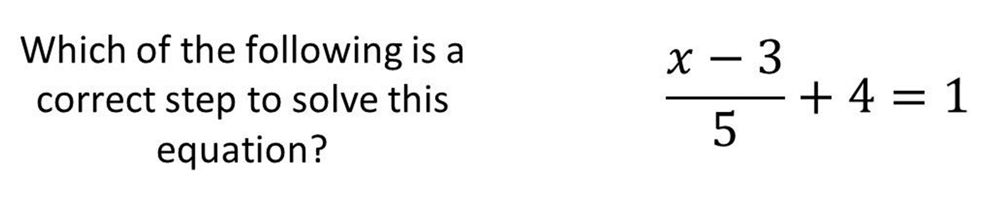 Which of the following is a
correct step to solve this
equation?
x − 3
5
+ 4 = 1